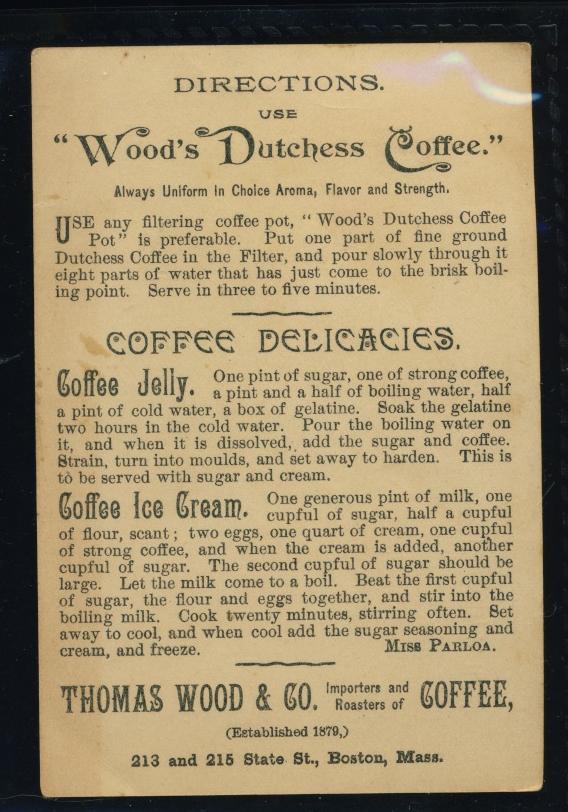 DIRECTIONS.
USE
"Wood's Dutchess Coffee."
Always Uniform in Choice Aroma, Flavor and Strength.
USE any filtering coffee pot, "Wood's Dutchess Coffee
Pot" is preferable. Put one part of fine ground
Dutchess Coffee in the Filter, and pour slowly through it
eight parts of water that has just come to the brisk boil-
ing point. Serve in three to five minutes.
COFFEE DELICACIES.
Coffee Jelly. One pint of sugar, one of strong coffee,
a pint and a half of boiling water, half
a pint of cold water, a box of gelatine. Soak the gelatine
two hours in the cold water. Pour the boiling water on
it, and when it is dissolved, add the sugar and coffee.
Strain, turn into moulds, and set away to harden. This is
to be served with sugar and cream.
Coffee Ice Cream. One generous pint of milk, one
cupful of sugar, half a cupful
of flour, scant; two eggs, one quart of cream, one cupful
of strong coffee, and when the cream is added, another
cupful of sugar. The second cupful of sugar should be
large. Let the milk come to a boil. Beat the first cupful
of sugar, the flour and eggs together, and stir into the
boiling milk. Cook twenty minutes, stirring often. Set
away to cool, and when cool add the sugar seasoning and
cream, and freeze. MISS PARLOA.
THOMAS WOOD & CO. Importers and Roasters of COFFEE,
(Established 1879,)
213 and 215 State St., Boston, Mass.